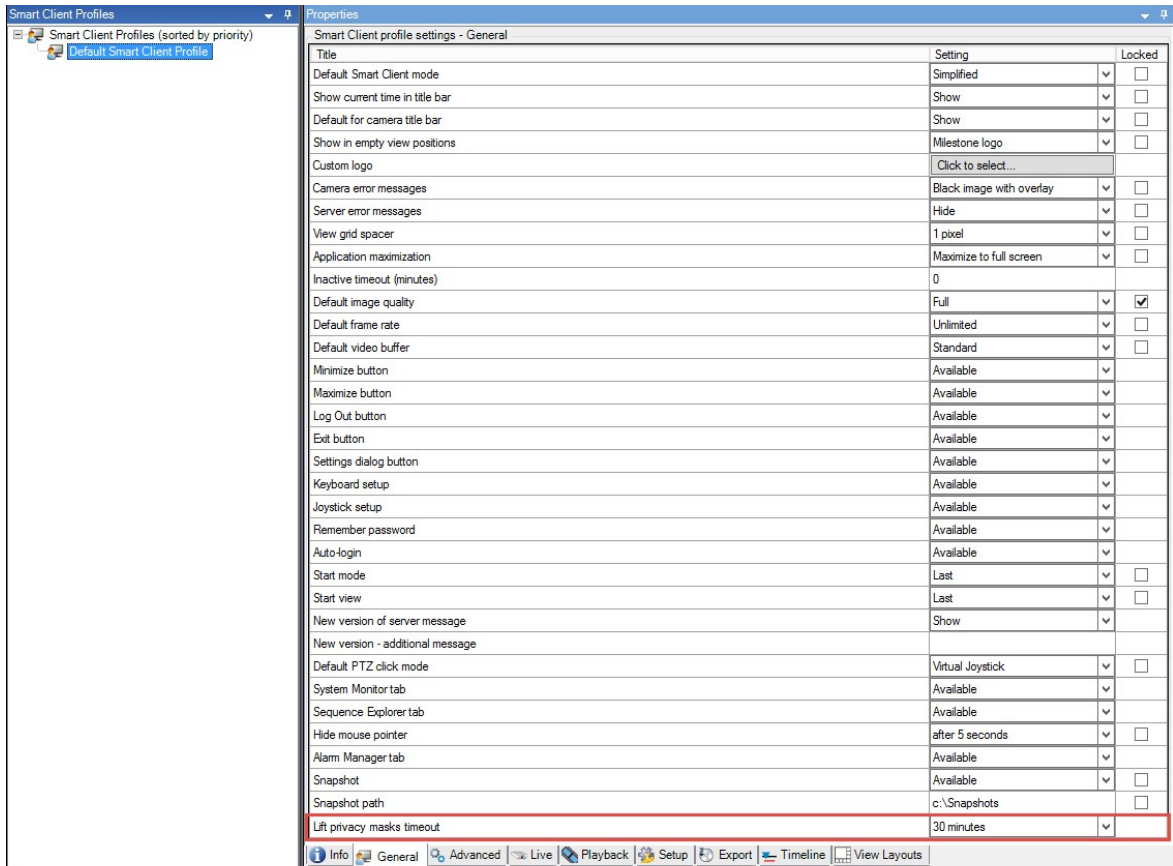 Smart Client Profiles
Smart Client Profiles (sorted by priority)
Default Smart Client Profile
Properties
Smart Client profile settings - General
Title Setting Locked
Default Smart Client mode Simplified
Show current time in title bar Show
Default for camera title bar Show
Show in empty view positions Milestone logo
Custom logo Click to select...
Camera error messages Black image with overlay
Server error messages Hide
View grid spacer 1 pixel
Application maximization Maximize to full screen
Inactive timeout (minutes) 0
Default image quality Full
Default frame rate Unlimited
Default video buffer Standard
Minimize button Available
Maximize button Available
Log Out button Available
Exit button Available
Settings dialog button Available
Keyboard setup Available
Joystick setup Available
Remember password Available
Auto-login Available
Start mode Last
Start view Last
New version of server message Show
New version - additional message
Default PTZ click mode Virtual Joystick
System Monitor tab Available
Sequence Explorer tab Available
Hide mouse pointer after 5 seconds
Alarm Manager tab Available
Snapshot Available
Snapshot path c:\Snapshots
Lift privacy masks timeout 30 minutes
Info General Advanced Live Playback Setup Export Timeline View Layouts